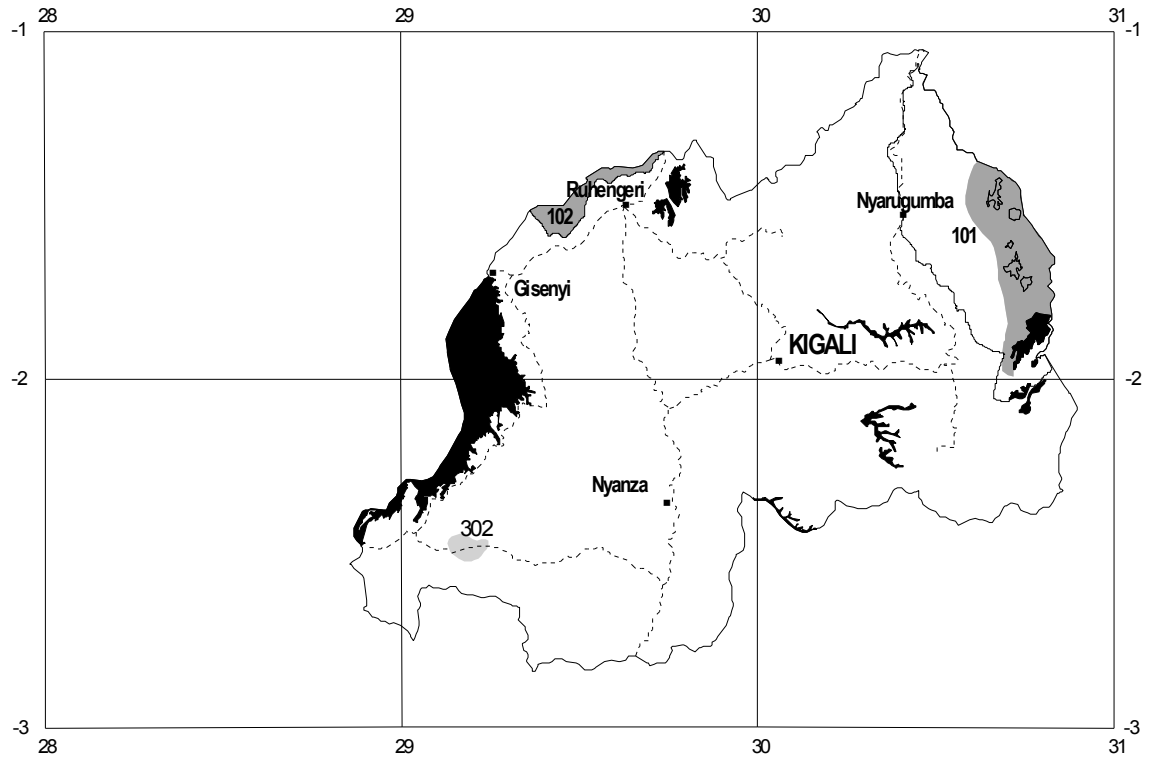 28 29 30 31
-1 -1
Ruhengeri
102
Nyarugumba
101
Gisenyi
KIGALI
-2 -2
Nyanza
302
-3 -3
28 29 30 31